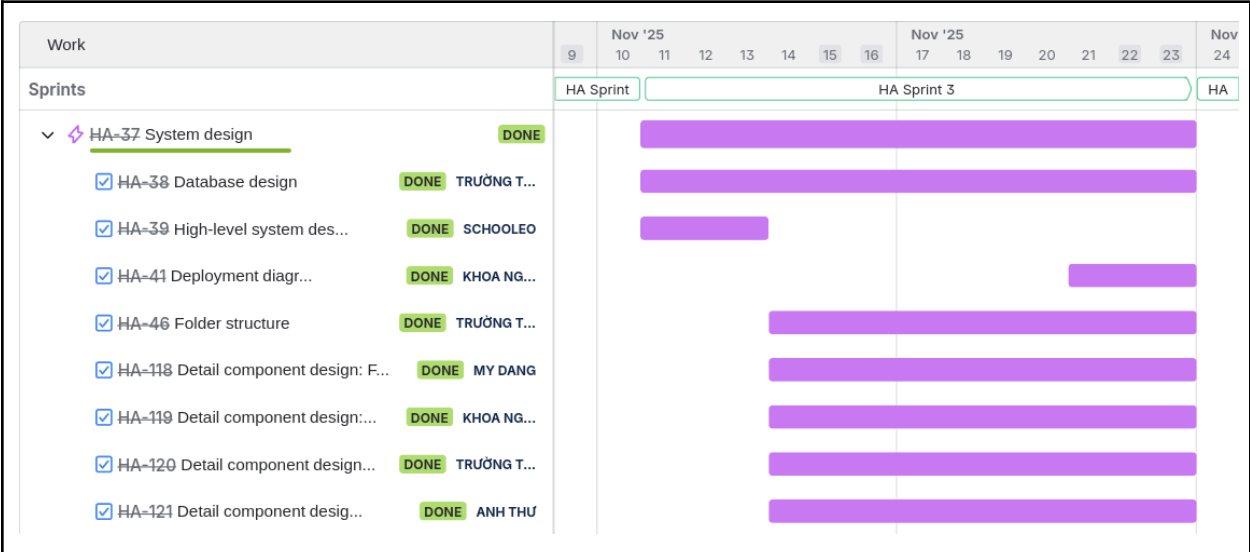 Work
Nov '25 Nov '25 Nov
9 10 11 12 13 14 15 16 17 18 19 20 21 22 23 24
Sprints HA Sprint HA Sprint 3 HA
HA-37 System design DONE
HA-38 Database design DONE TRƯỜNG T...
HA-39 High-level system des... DONE SCHOOLEO
HA-41 Deployment diagr... DONE KHOA NG...
HA-46 Folder structure DONE TRƯỜNG T...
HA-118 Detail component design: F... DONE MY DANG
HA-119 Detail component design:... DONE KHOA NG...
HA-120 Detail component design... DONE TRƯỜNG T...
HA-121 Detail component desig... DONE ANH THƯ